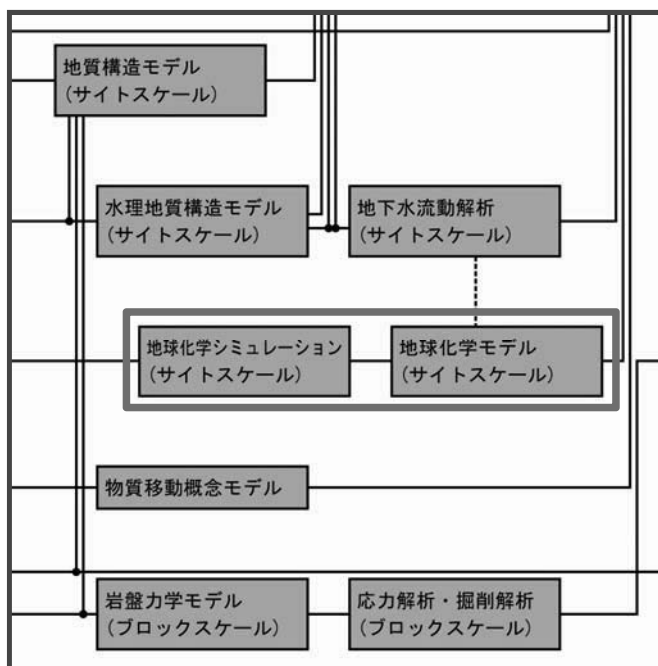 地質構造モデル
(サイトスケール)
水理地質構造モデル
(サイトスケール)
地下水流動解析
(サイトスケール)
地球化学シミュレーション
(サイトスケール)
地球化学モデル
(サイトスケール)
物質移動概念モデル
岩盤力学モデル
(ブロックスケール)
応力解析・掘削解析
(ブロックスケール)